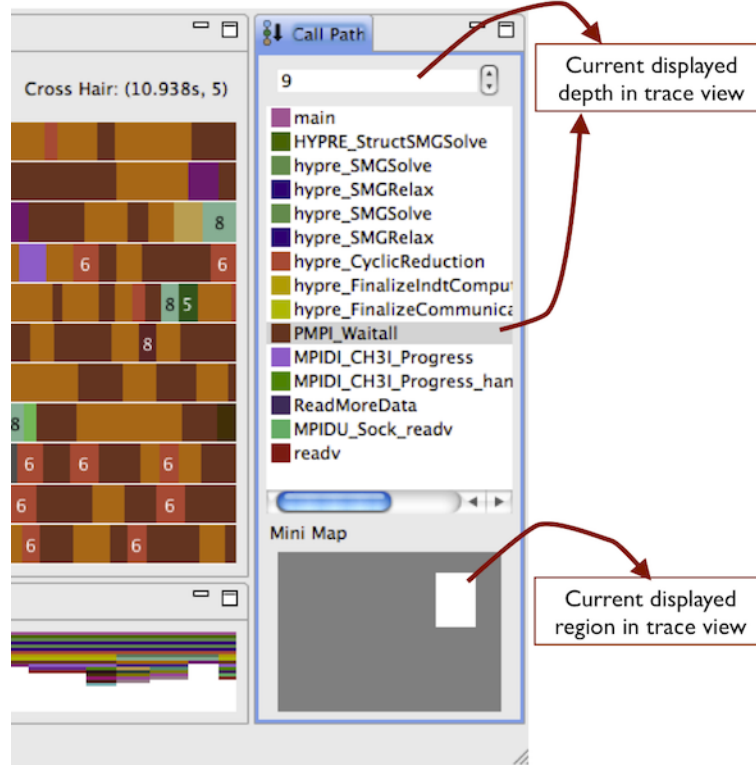 Call Path
Cross Hair: (10.938s, 5)
9
main
HYPRE_StructSMGSolve
hypre_SMGSolve
hypre_SMGRelax
hypre_SMGSolve
hypre_SMGRelax
hypre_CyclicReduction
hypre_FinalizeIndtComput
hypre_FinalizeCommunica
PMPI_Waitall
MPIDI_CH3I_Progress
MPIDI_CH3I_Progress_han
ReadMoreData
MPIDU_Sock_readv
readv
8
6 6
8 5
8
8
6 6 6
6 6
6 6
Mini Map
Current displayed
depth in trace view
Current displayed
region in trace view